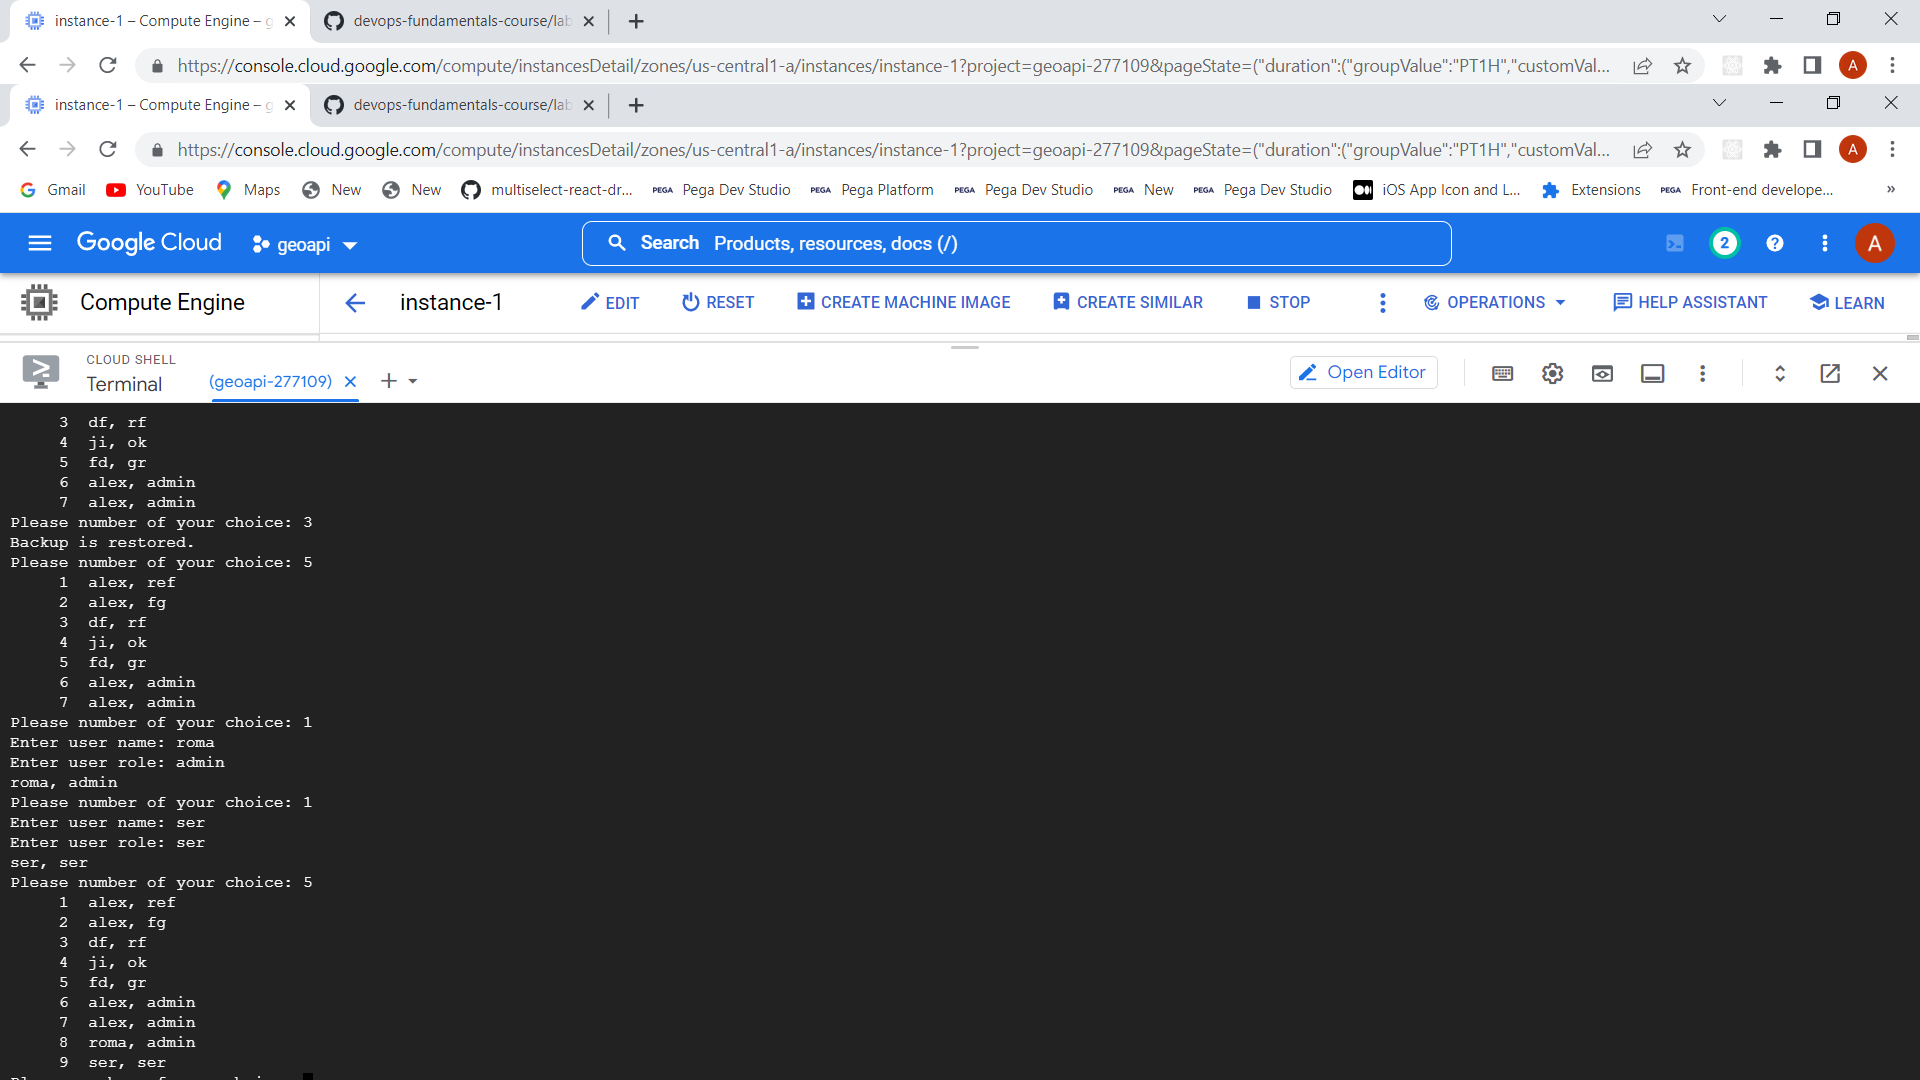 instance-1 – Compute Engine – g
devops-fundamentals-course/lab
https://console.cloud.google.com/compute/instancesDetail/zones/us-central1-a/instances/instance-1?project=geoapi-277109&pageState=("duration":("groupValue":"PT1H","customVal...
A
instance-1 – Compute Engine – g
devops-fundamentals-course/lab
https://console.cloud.google.com/compute/instancesDetail/zones/us-central1-a/instances/instance-1?project=geoapi-277109&pageState=("duration":("groupValue":"PT1H","customVal...
A
G Gmail YouTube Maps New New multiselect-react-dr... PEGA Pega Dev Studio PEGA Pega Platform PEGA Pega Dev Studio PEGA New PEGA Pega Dev Studio iOS App Icon and L... Extensions PEGA Front-end develope... »
Google Cloud geoapi Search Products, resources, docs (/) 2 ? A
Compute Engine instance-1 EDIT RESET CREATE MACHINE IMAGE CREATE SIMILAR STOP OPERATIONS HELP ASSISTANT LEARN
CLOUD SHELL
Terminal (geoapi-277109) Open Editor
3 df, rf
4 ji, ok
5 fd, gr
6 alex, admin
7 alex, admin
Please number of your choice: 3
Backup is restored.
Please number of your choice: 5
1 alex, ref
2 alex, fg
3 df, rf
4 ji, ok
5 fd, gr
6 alex, admin
7 alex, admin
Please number of your choice: 1
Enter user name: roma
Enter user role: admin
roma, admin
Please number of your choice: 1
Enter user name: ser
Enter user role: ser
ser, ser
Please number of your choice: 5
1 alex, ref
2 alex, fg
3 df, rf
4 ji, ok
5 fd, gr
6 alex, admin
7 alex, admin
8 roma, admin
9 ser, ser